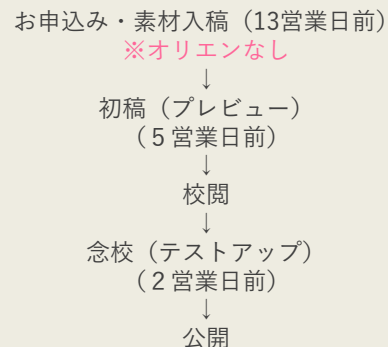 お申込み・素材入稿（13営業日前）
※オリエンなし
↓
初稿（プレビュー）
（５営業日前）
↓
校閲
↓
念校（テストアップ）
（２営業日前）
↓
公開